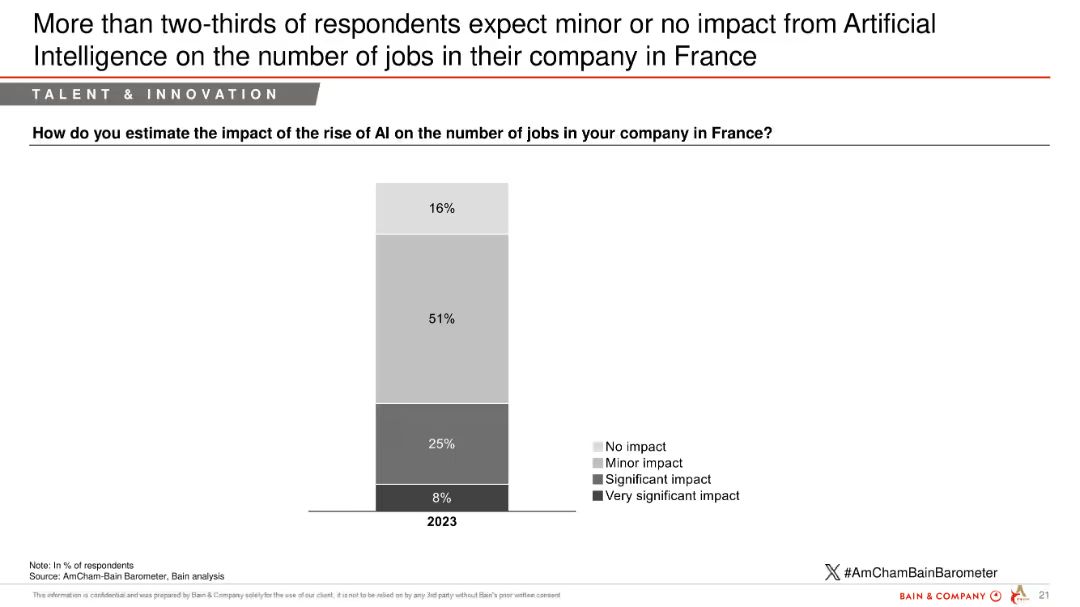 More than two-thirds of respondents expect minor or no impact from Artificial
Intelligence on the number of jobs in their company in France
TALENT & INNOVATION
How do you estimate the impact of the rise of AI on the number of jobs in your company in France?
16%
51%
25%
8%
2023
No impact
Minor impact
Significant impact
Very significant impact
Note: In % of respondents
Source: AmCham-Bain Barometer, Bain analysis
#AmChamBainBarometer
This information is confidential and was prepared by Bain & Company solely for the use of our client; it is not to be relied on by any 3rd party without Bain's prior written consent
BAIN & COMPANY
21